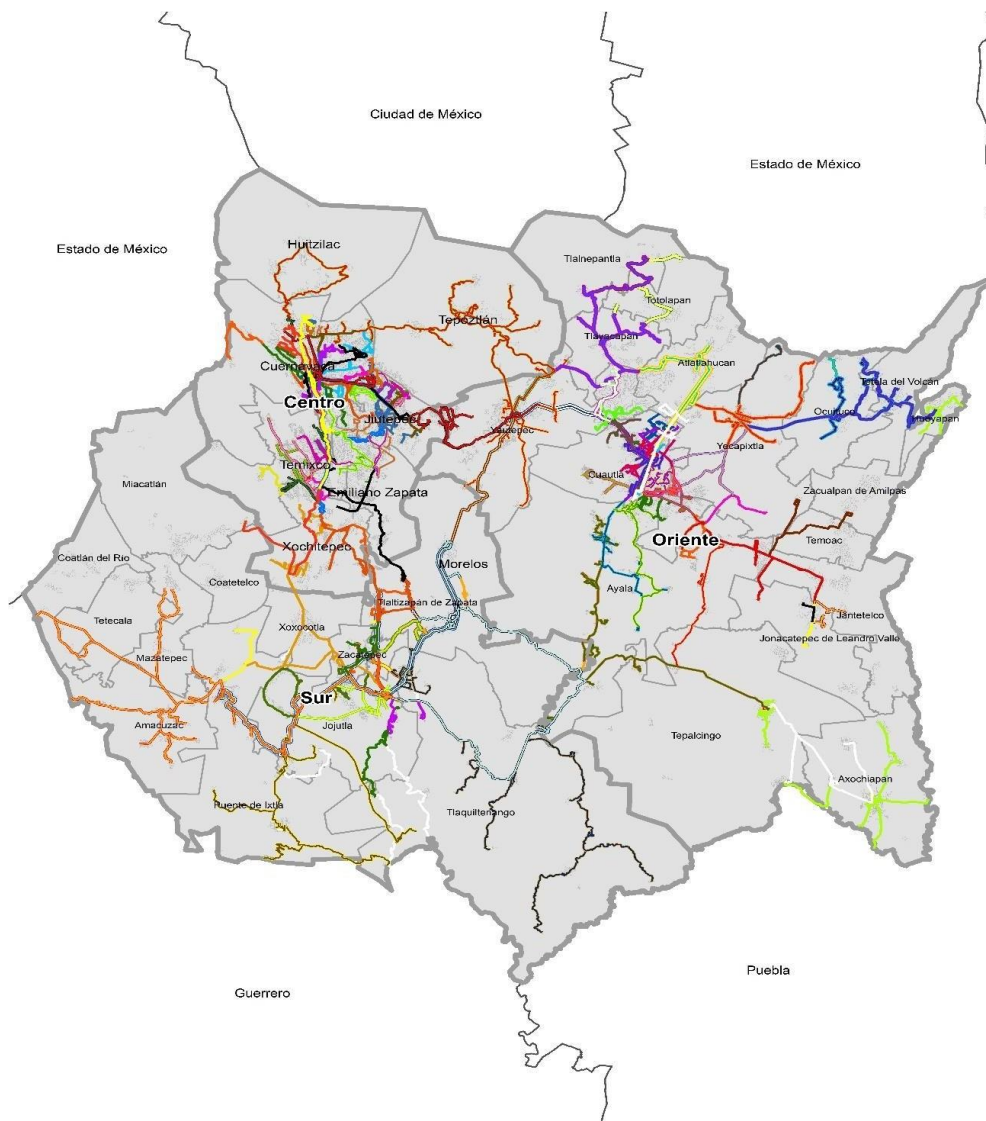 Ciudad de México
Estado de México
Estado de México
Huitzilac
Tlalnepantla
Totolapan
Tepoztlán
Tlayacapan
Atlatlahucan
Cuernavaca
Tetela del Volcán
Centro
Ocuituco
Hueyapan
Jiutepec
Yautepec
Yecapixtla
Temixco
Cuautla
Miacatlán
Emiliano Zapata
Zacualpan de Amilpas
Xochitepec
Oriente
Temoac
Coatlán del Río
Morelos
Coatetelco
Ayala
Tlaltizapán de Zapata
Tetecala
Jantetelco
Xoxocotla
Jonacatepec de Leandro Valle
Mazatepec
Zacatepec
Sur
Amacuzac
Jojutla
Tepalcingo
Axochiapan
Puente de Ixtla
Tlaquiltenango
Puebla
Guerrero